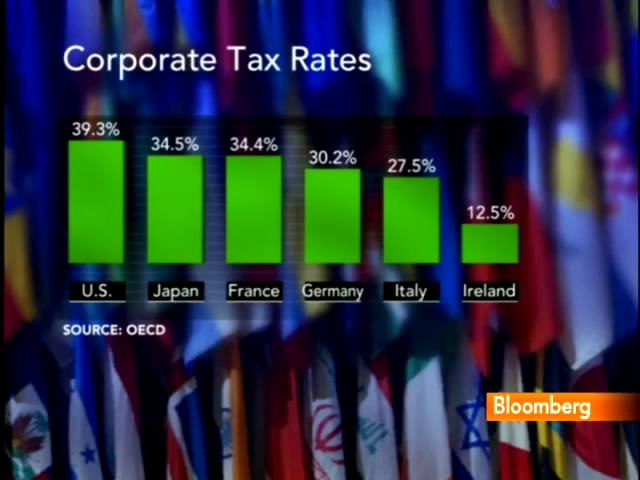 Corporate Tax Rates
39.3%
34.5%
34.4%
30.2%
27.5%
12.5%
U.S.
Japan
France
Germany
Italy
Ireland
SOURCE: OECD
Bloomberg